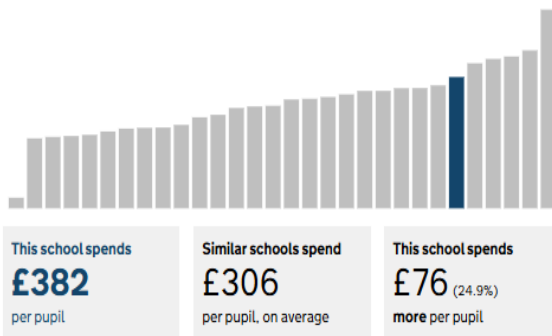 This school spends
£382
per pupil
Similar schools spend
£306
per pupil, on average
This school spends
£76 (24.9%)
more per pupil